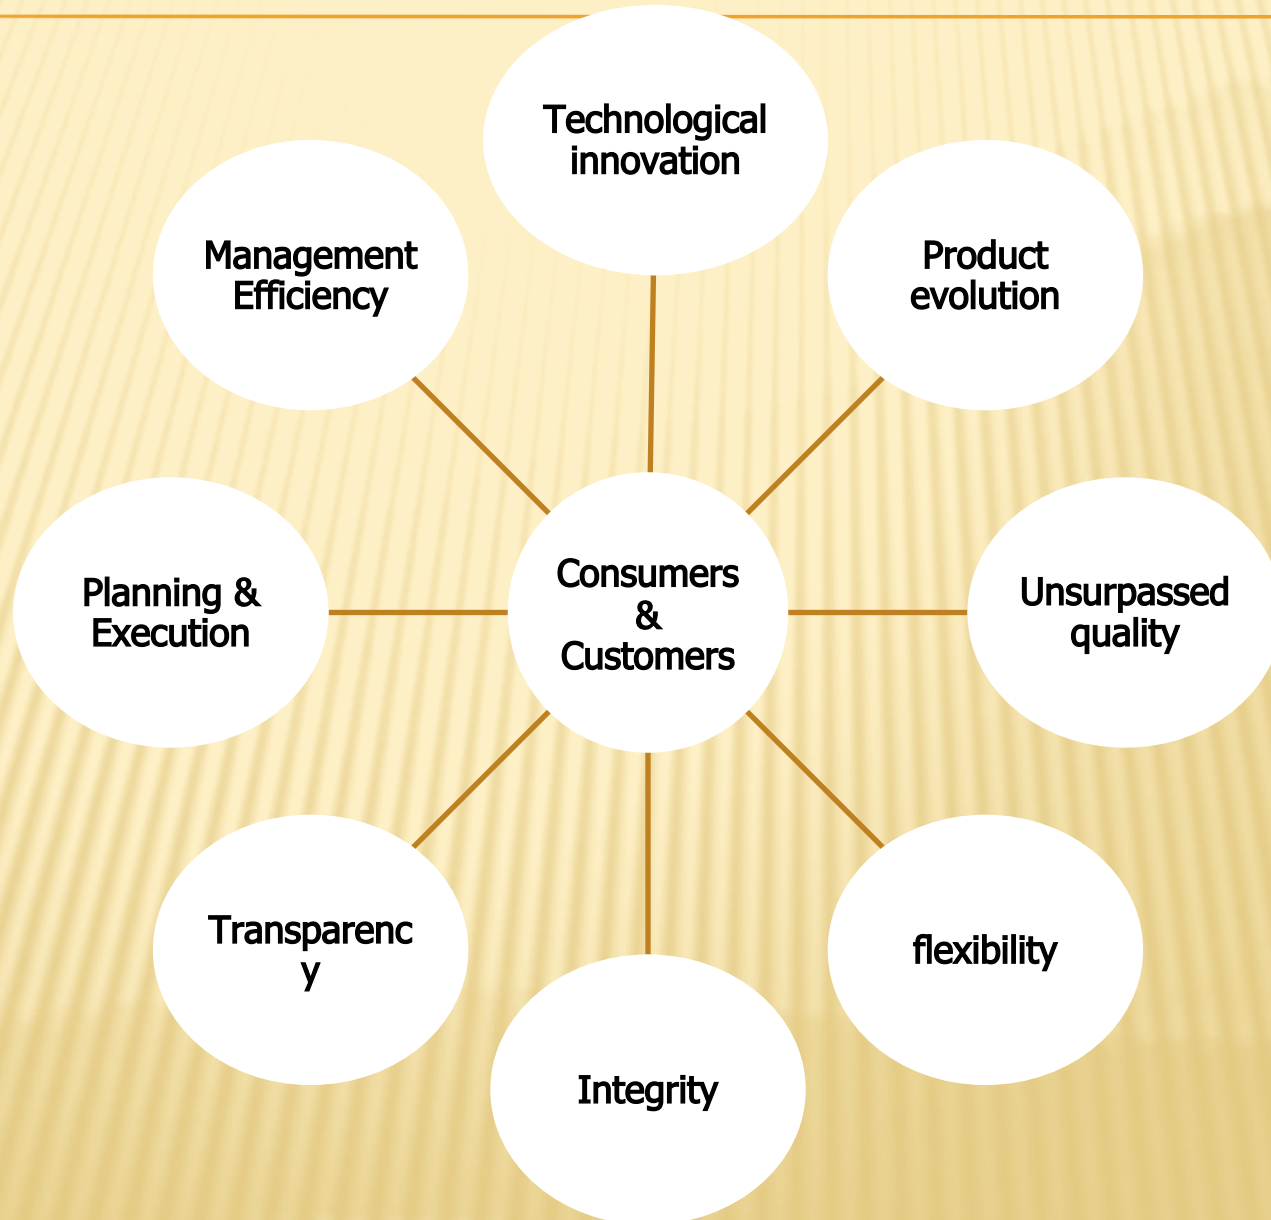 Technological
innovation
Management
Efficiency
Product
evolution
Consumers
&
Customers
Planning &
Execution
Unsurpassed
quality
Transparenc
y
flexibility
Integrity